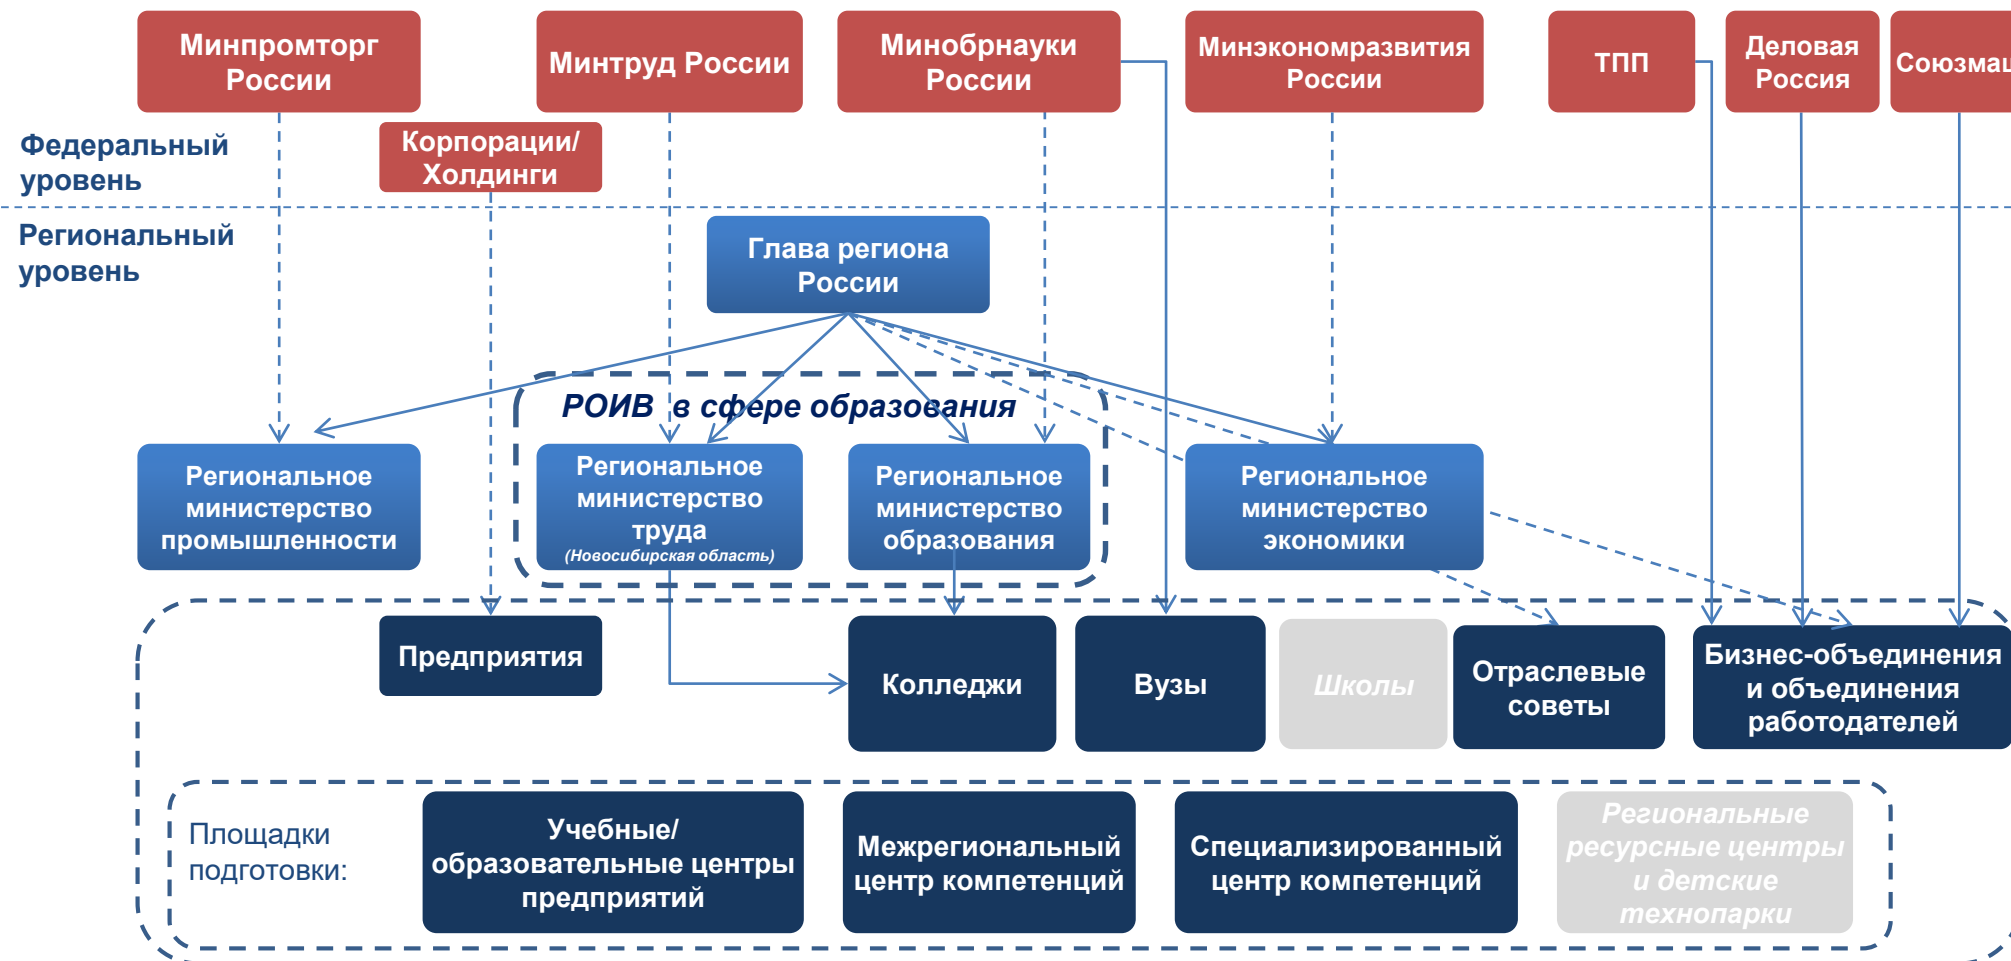 Минпромторг
России
Минтруд России
Минобрнауки
России
Минэкономразвития
России
ТПП
Деловая
Россия
Союзмаш
Федеральный
уровень
Корпорации/
Холдинги
Региональный
уровень
Глава региона
России
РОИВ в сфере образования
Региональное
министерство
промышленности
Региональное
министерство
труда
(Новосибирская область)
Региональное
министерство
образования
Региональное
министерство
экономики
Предприятия
Колледжи
Вузы
Школы
Отраслевые
советы
Бизнес-объединения
и объединения
работодателей
Площадки
подготовки:
Учебные/
образовательные центры
предприятий
Межрегиональный
центр компетенций
Специализированный
центр компетенций
Региональные
ресурсные центры
и детские
технопарки